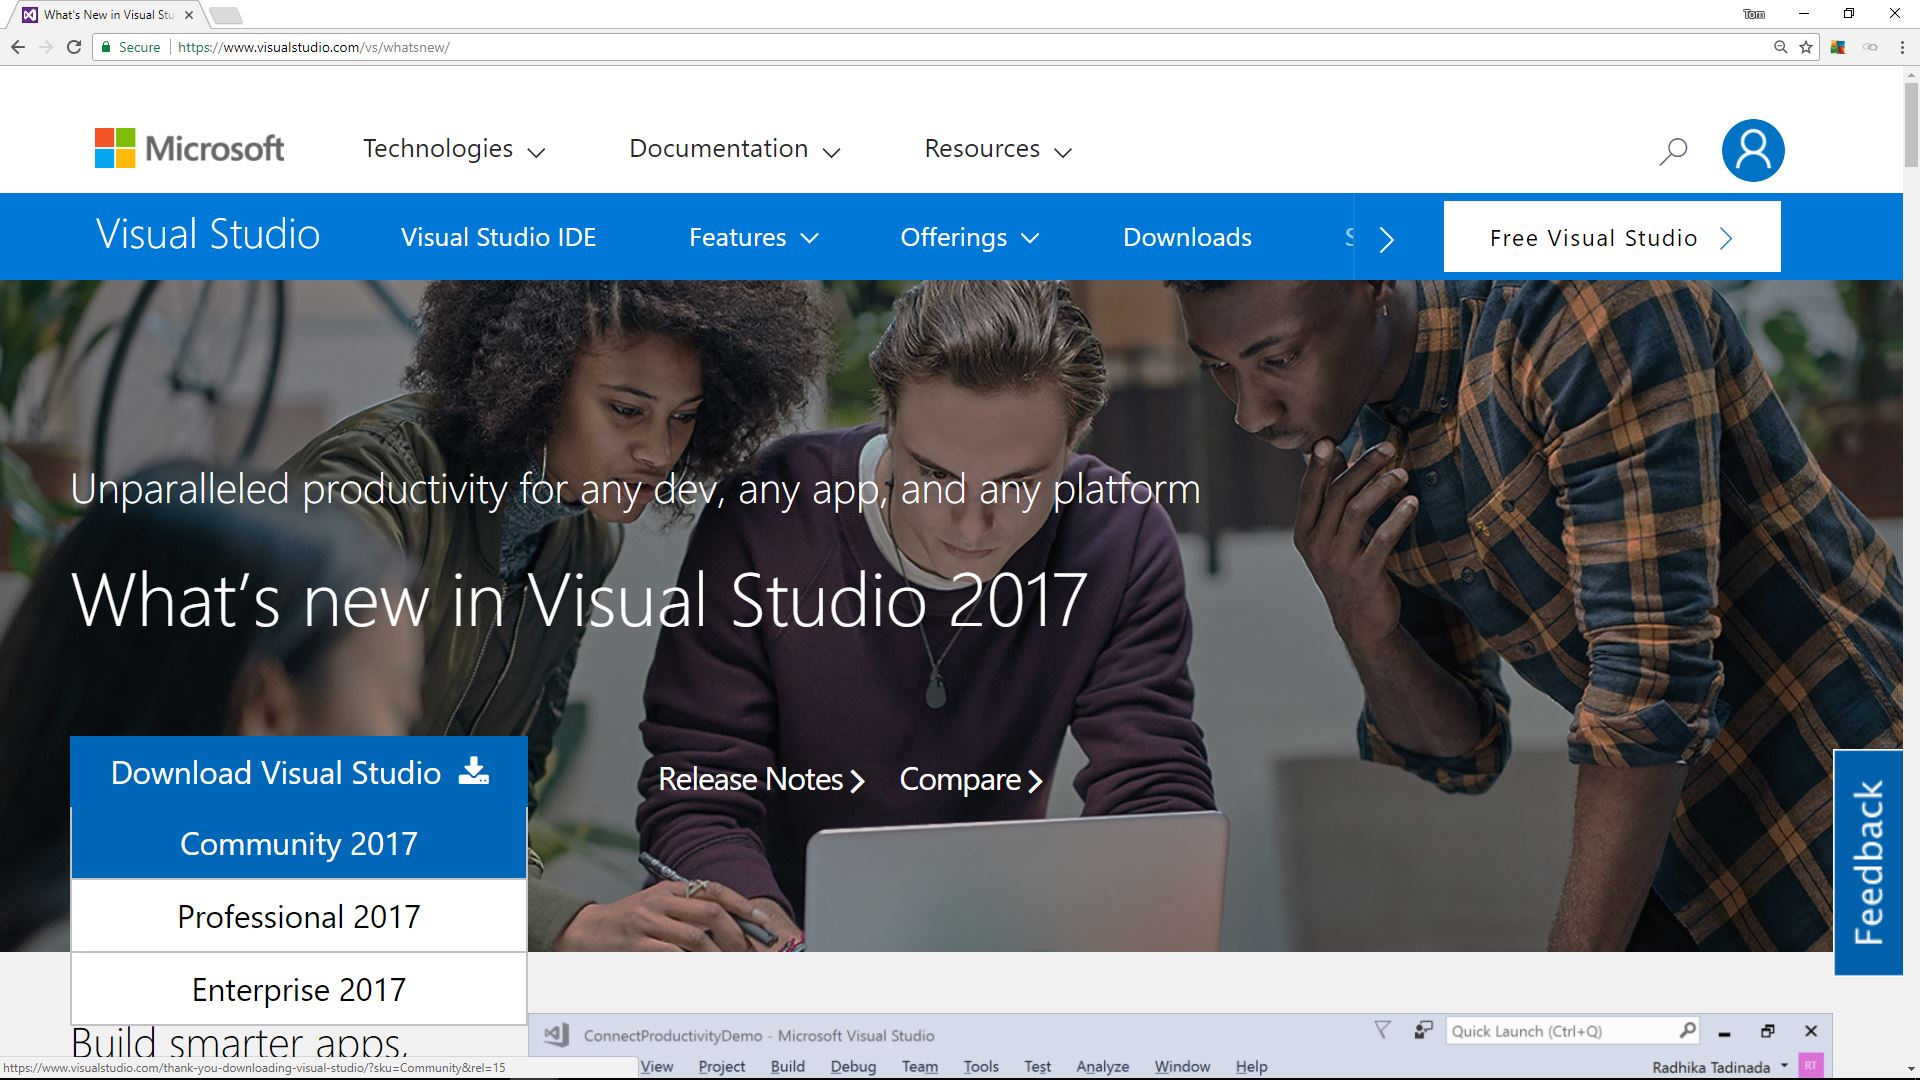 What's New in Visual Stu
Tom
Secure
https://www.visualstudio.com/vs/whatsnew/
Microsoft
Technologies
Documentation
Resources
Visual Studio
Visual Studio IDE
Features
Offerings
Downloads
Free Visual Studio
Unparalleled productivity for any dev, any app, and any platform
What's new in Visual Studio 2017
Download Visual Studio
Release Notes
Compare
Community 2017
Professional 2017
Enterprise 2017
Feedback
Build smarter apps,
ConnectProductivityDemo - Microsoft Visual Studio
Quick Launch (Ctrl+Q)
https://www.visualstudio.com/thank-you-downloading-visual-studio/?sku=Community&rel=15
View Project Build Debug Team Tools Test Analyze Window Help
Radhika Tadinada
RT